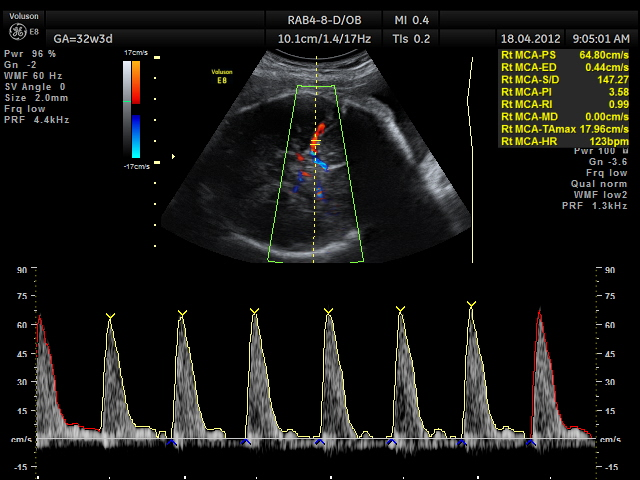 Voluson
GE E8
RAB4-8-D/OB
MI 0.4
GA=32w3d
10.1cm/1.4/17Hz
TIs 0.2
18.04.2012
9:05:01 AM
Pwr 96 %
Gn -2
WMF 60 Hz
SV Angle 0
Size 2.0mm
Frq low
PRF 4.4kHz
17cm/s
-17cm/s
Voluson
E8
Rt MCA-PS 64.80cm/s
Rt MCA-ED 0.44cm/s
Rt MCA-S/D 147.27
Rt MCA-PI 3.58
Rt MCA-RI 0.99
Rt MCA-MD 0.00cm/s
Rt MCA-TAmax 17.96cm/s
Rt MCA-HR 123bpm
Pwr 100
Gn -3.6
Frq low
Qual norm
WMF low2
PRF 1.3kHz
90 90
75 75
60 60
45 45
30 30
15 15
cm/s cm/s
-15 -15